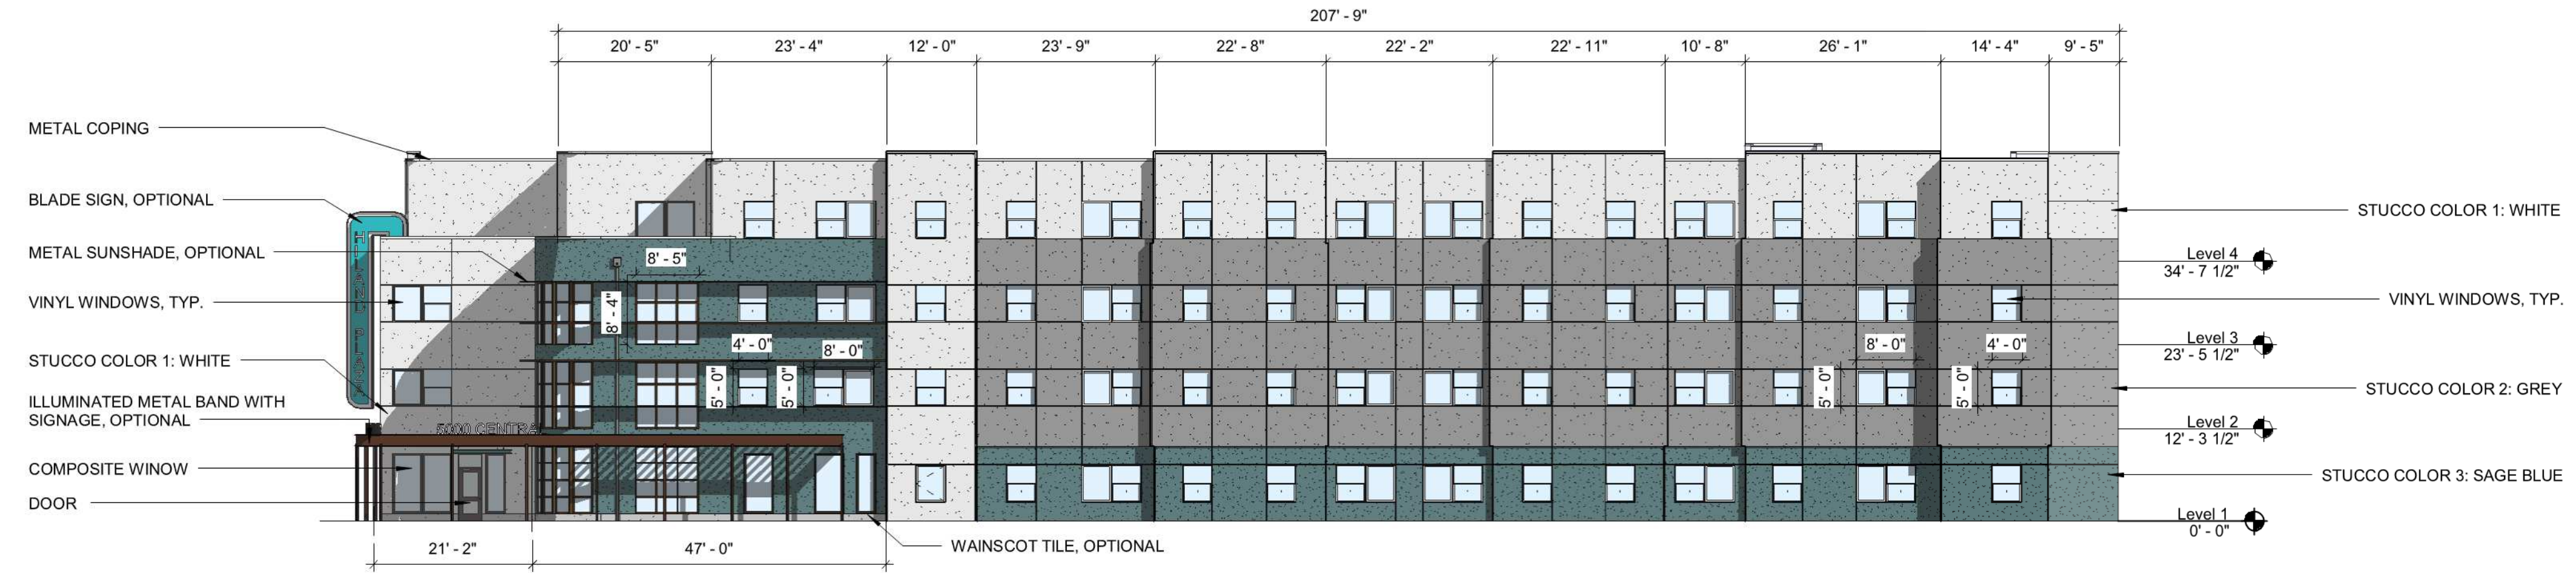 207' - 9"
20' - 5"
23' - 4"
12' - 0"
23' - 9"
22' - 8"
22' - 2"
22' - 11"
10' - 8"
26' - 1"
14' - 4"
9' - 5"
METAL COPING
BLADE SIGN, OPTIONAL
METAL SUNSHADE, OPTIONAL
VINYL WINDOWS, TYP.
STUCCO COLOR 1: WHITE
ILLUMINATED METAL BAND WITH
SIGNAGE, OPTIONAL
COMPOSITE WINOW
DOOR
HILAND PLACE
5000 CENTRAL
8' - 5"
8' - 4"
4' - 0"
8' - 0"
5' - 0"
5' - 0"
8' - 0"
4' - 0"
5' - 0"
5' - 0"
STUCCO COLOR 1: WHITE
Level 4
34' - 7 1/2"
VINYL WINDOWS, TYP.
Level 3
23' - 5 1/2"
STUCCO COLOR 2: GREY
Level 2
12' - 3 1/2"
STUCCO COLOR 3: SAGE BLUE
Level 1
0' - 0"
21' - 2"
47' - 0"
WAINSCOT TILE, OPTIONAL